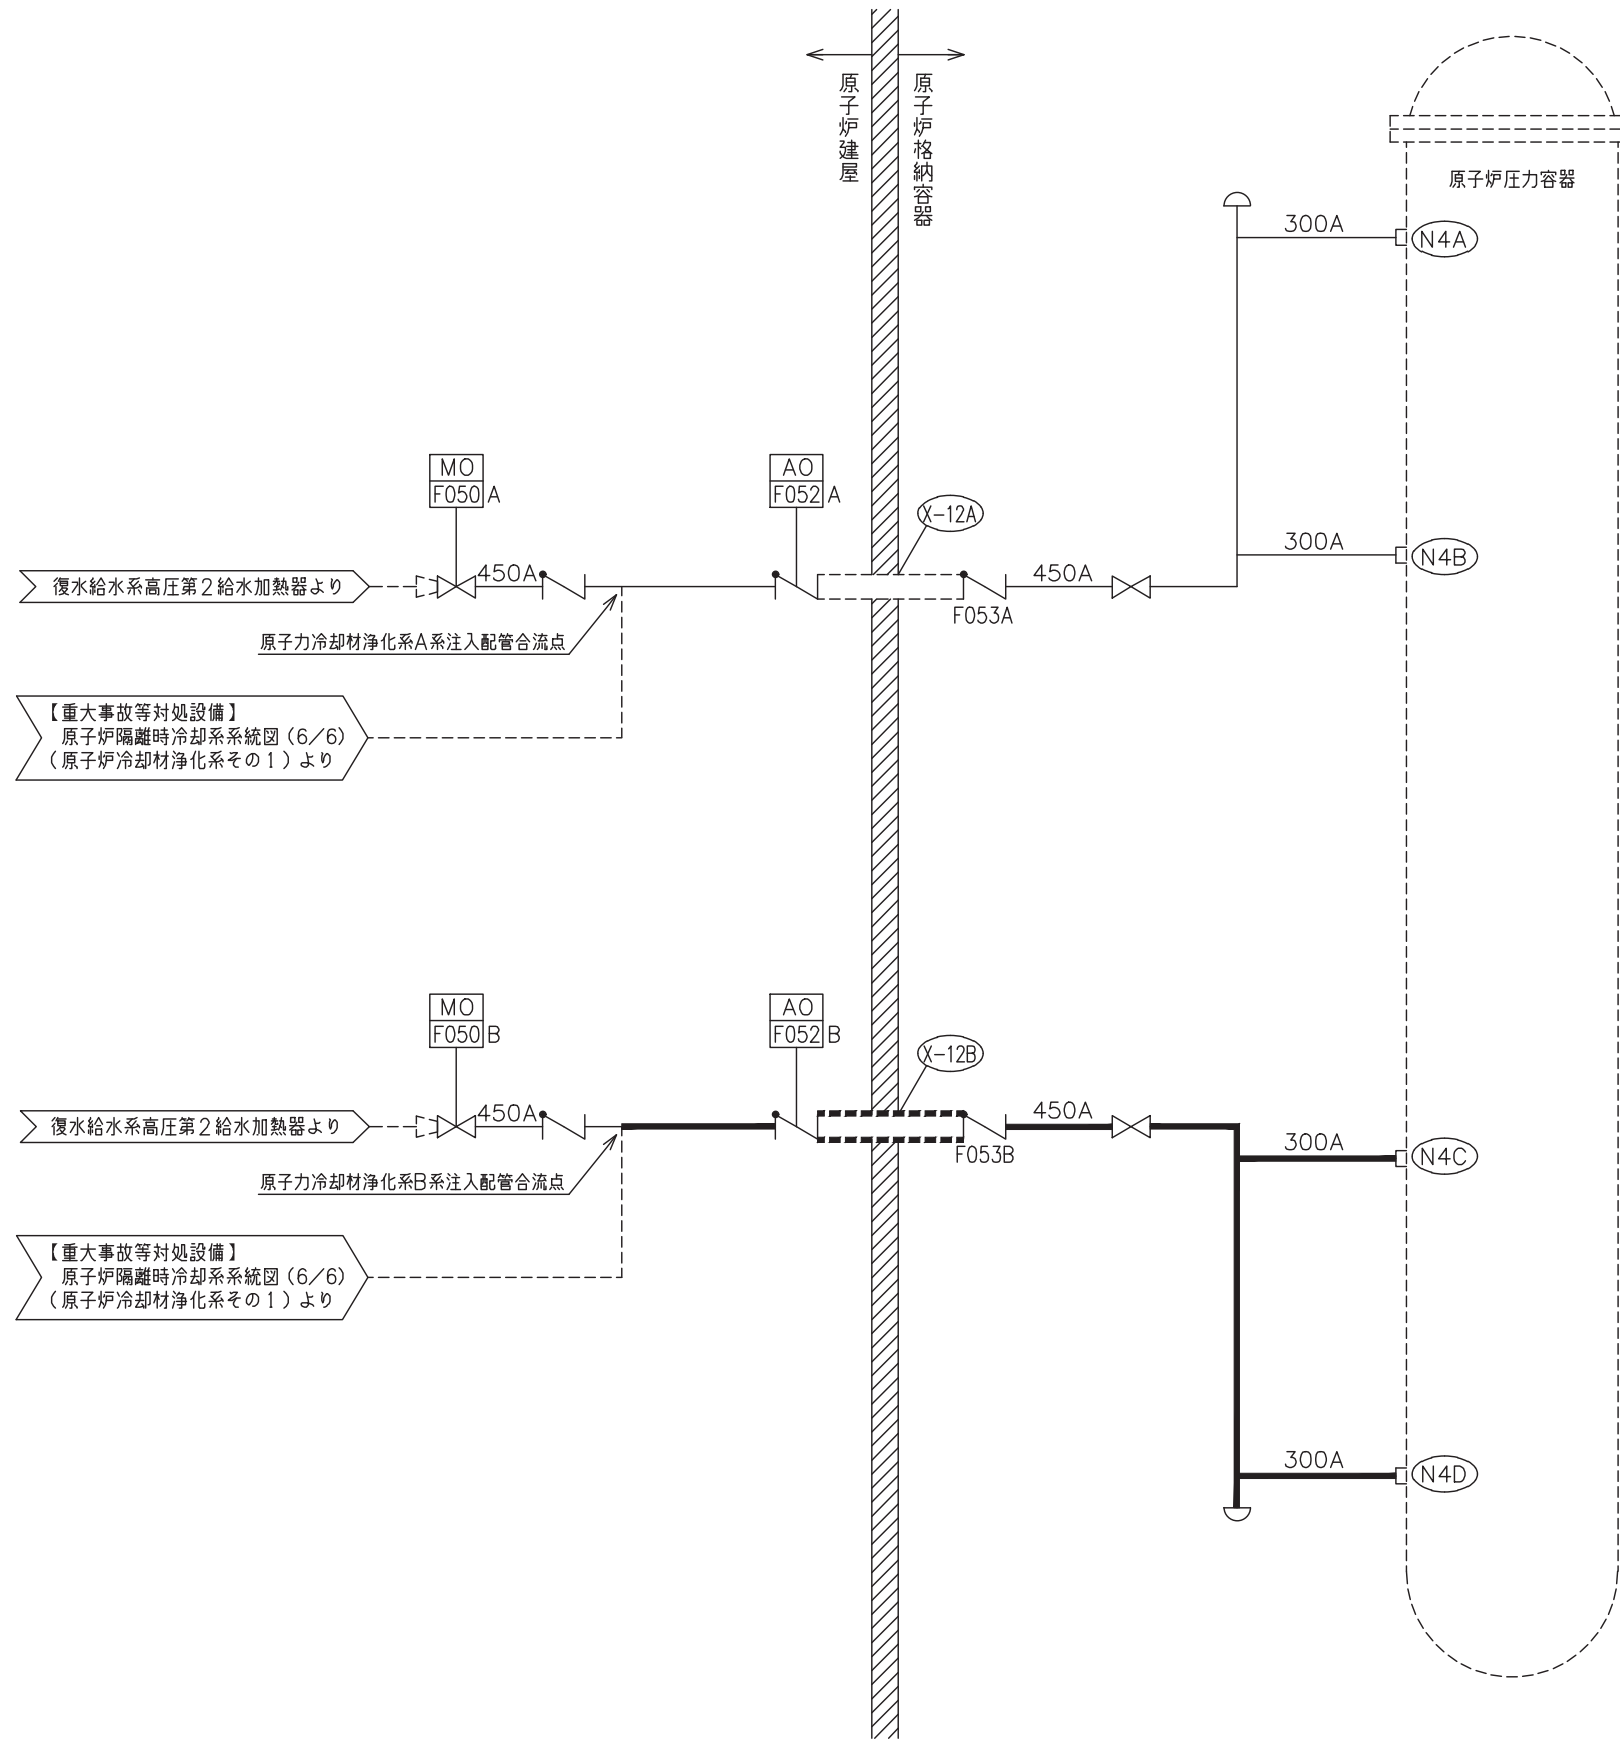 原子炉建屋
原子炉格納容器
原子炉圧力容器
300A
N4A
MO
F050 A
AO
F052 A
X-12A
300A
N4B
復水給水系高圧第2給水加熱器より
450A
450A
F053A
原子力冷却材浄化系A系注入配管合流点
【重大事故等対処設備】
原子炉隔離時冷却系系統図(6/6)
(原子炉冷却材浄化系その1)より
MO
F050 B
AO
F052 B
X-12B
復水給水系高圧第2給水加熱器より
450A
450A
F053B
300A
N4C
原子力冷却材浄化系B系注入配管合流点
【重大事故等対処設備】
原子炉隔離時冷却系系統図(6/6)
(原子炉冷却材浄化系その1)より
300A
N4D